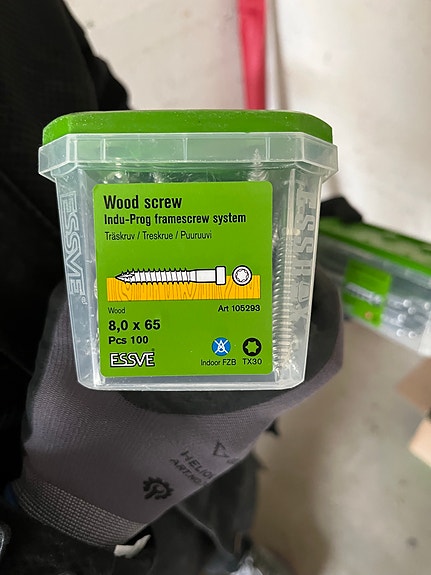 Wood screw
Indu-Prog framescrew system
Träskruv / Treskrue / Puuruuvi
Wood
Art 105293
8,0 x 65
Pcs 100
ESSVE
Indoor FZB
TX30
ESSVE